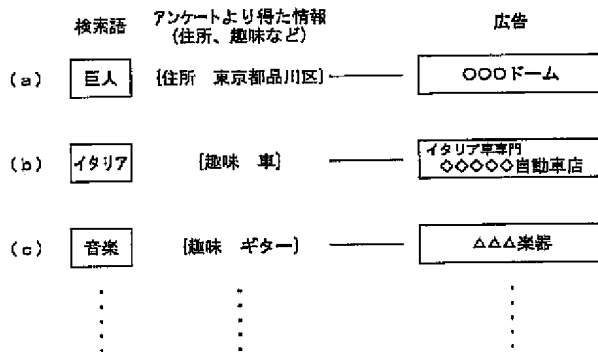 検索語 アンケートより得た情報 (住所、趣味など) 広告
(a) 巨人 [住所 東京都品川区] ○○○ドーム
(b) イタリア [趣味 車] イタリア車専門 ◇◇◇◇◇自動車店
(c) 音楽 [趣味 ギター] △△△楽器